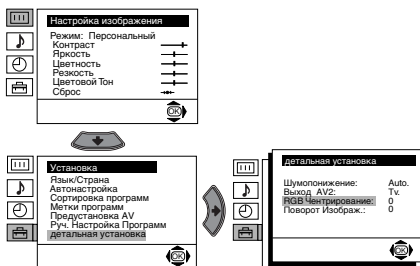 Настройка изображения
Режим: Персональный
Контраст
Яркость
Цветность
Резкость
Цветовой Тон
Сброс
OK
Установка
Язык/Страна
Автонастройка
Сортировка программ
Метки программ
Предустановка AV
Руч. Настройка Программ
детальная установка
OK
детальная установка
Шумопонижение: Auto.
Выход AV2: Tv.
RGB Чентрирование: 0
Поворот Изображ.: 0
OK